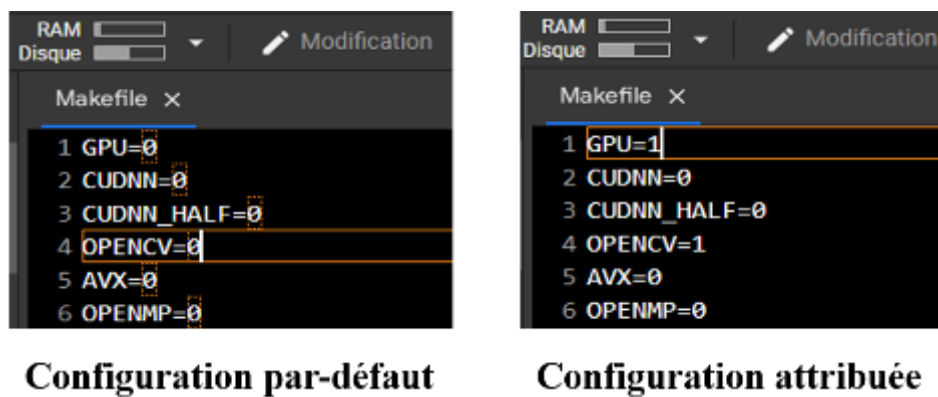 RAM
Disque
Modification
Makefile ×
1 GPU=0
2 CUDNN=0
3 CUDNN_HALF=0
4 OPENCV=0
5 AVX=0
6 OPENMP=0
Configuration par-défaut
RAM
Disque
Modification
Makefile ×
1 GPU=1
2 CUDNN=0
3 CUDNN_HALF=0
4 OPENCV=1
5 AVX=0
6 OPENMP=0
Configuration attribuée